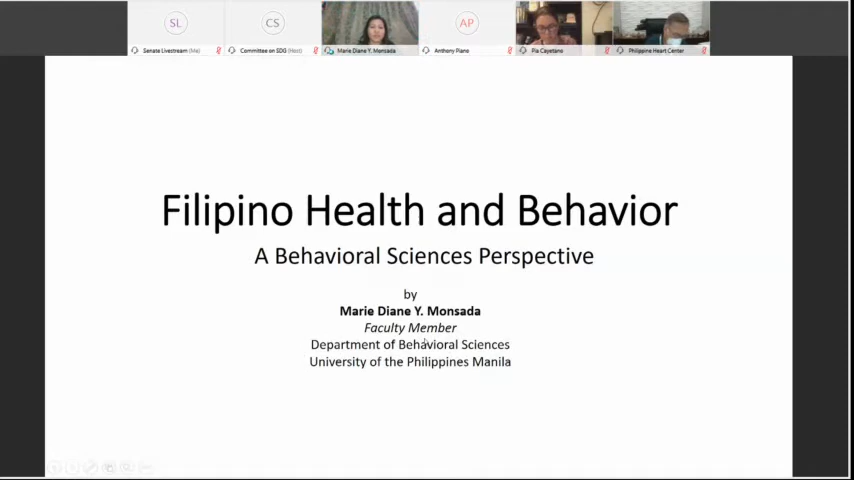 SL
CS
AP
Senate Livestream (Me)
Committee on SDG (Host)
Marie Diane Y. Monsada
Anthony Piano
Pia Cayetano
Philippine Heart Center
Filipino Health and Behavior
A Behavioral Sciences Perspective
by
Marie Diane Y. Monsada
Faculty Member
Department of Behavioral Sciences
University of the Philippines Manila